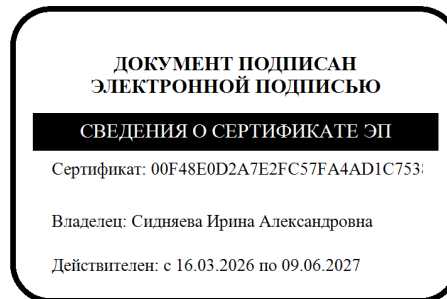 ДОКУМЕНТ ПОДПИСАН
ЭЛЕКТРОННОЙ ПОДПИСЬЮ
СВЕДЕНИЯ О СЕРТИФИКАТЕ ЭП
Сертификат: 00F48E0D2A7E2FC57FA4AD1C753
Владелец: Сидняева Ирина Александровна
Действителен: с 16.03.2026 по 09.06.2027